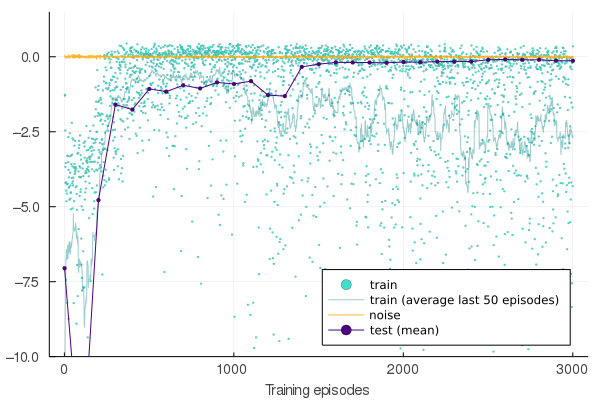 0.0
−2.5
−5.0
−7.5
−10.0
0
1000
2000
3000
Training episodes
train
train (average last 50 episodes)
noise
test (mean)